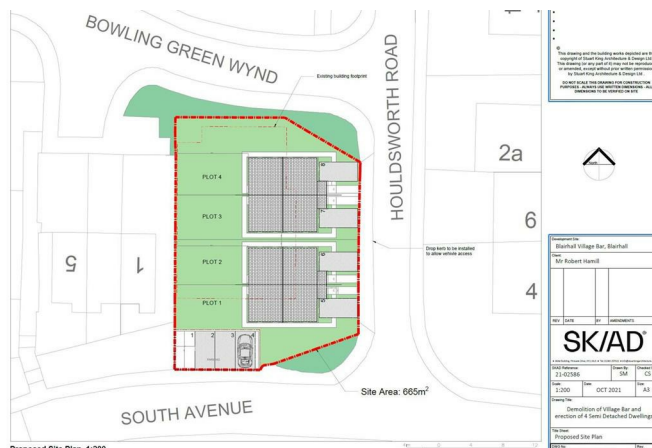 BOWLING GREEN WYND
Existing building footprint
HOULDSWORTH ROAD
PLOT 4
PLOT 3
PLOT 2
PLOT 1
2a
6
4
5
1
Drop kerb to be installed
to allow vehicle access
1
2
3
4
Site Area: 665m²
SOUTH AVENUE
Proposed Site Plan 1:200
This drawing and the building works depicted are the
copyright of Stuart King Architecture & Design Ltd
This drawing (or any part of it) may not be reproduced
or amended, except without prior written permission
by Stuart King Architecture & Design Ltd
DO NOT SCALE THIS DRAWING FOR CONSTRUCTION
PURPOSES - ALWAYS USE WRITTEN DIMENSIONS - ALL
DIMENSIONS TO BE VERIFIED ON SITE
Development Site
Blairhall Village Bar, Blairhall
Client
Mr Robert Hamill
REV DATE BY AMENDMENTS
SK/AD
SKAD Reference
21-02586
Drawn By
SM
Checked
CS
Scale
1:200
Date
OCT 2021
Size
A3
Drawing Title
Demolition of Village Bar and
erection of 4 Semi Detached Dwellings
Title Sheet
Proposed Site Plan